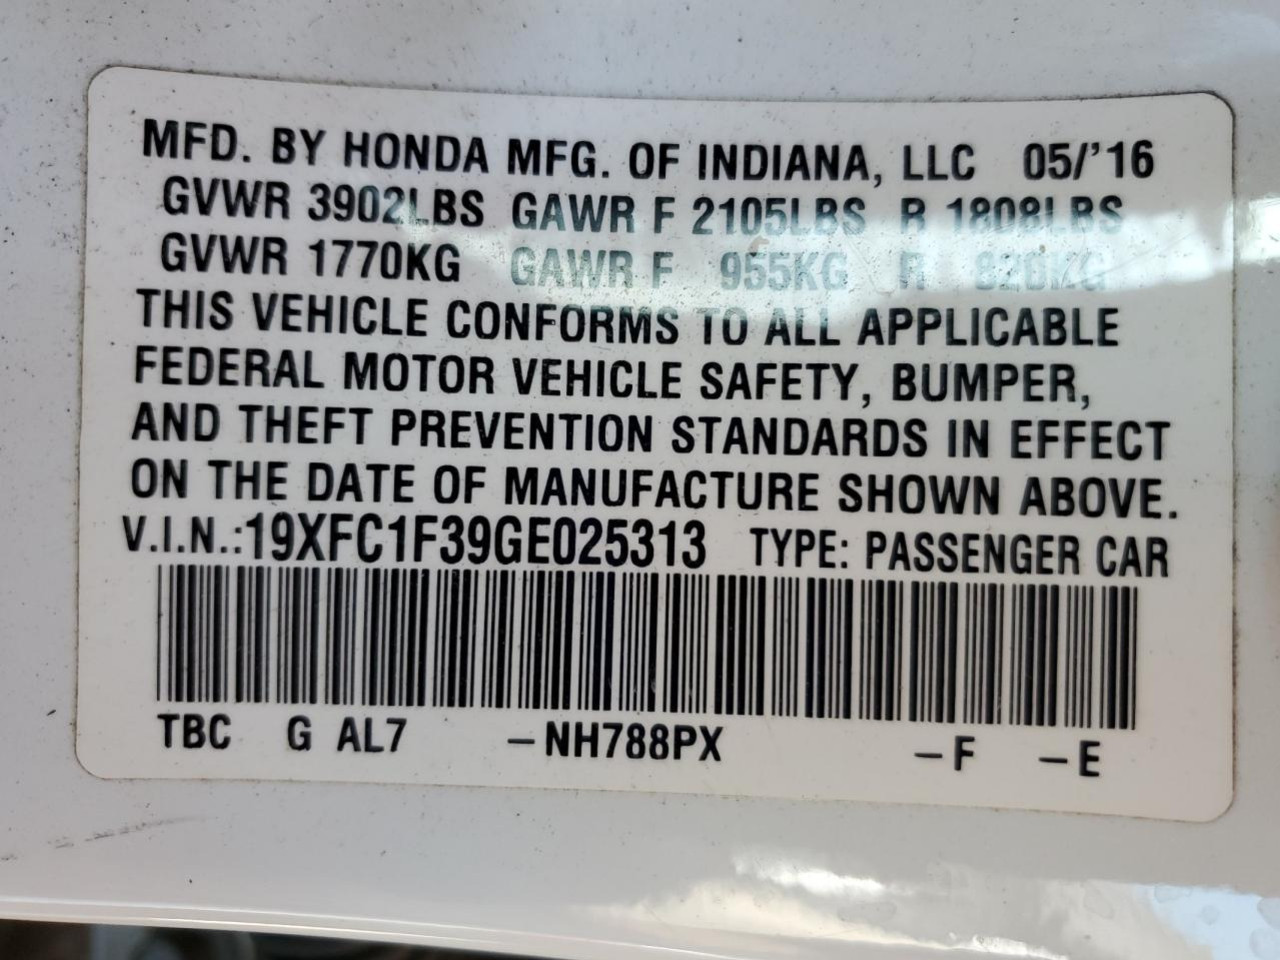 MFD. BY HONDA MFG. OF INDIANA, LLC 05/'16
GVWR 3902LBS GAWR F 2105LBS R 1808LBS
GVWR 1770KG GAWR F 955KG R 820KG
THIS VEHICLE CONFORMS TO ALL APPLICABLE
FEDERAL MOTOR VEHICLE SAFETY, BUMPER,
AND THEFT PREVENTION STANDARDS IN EFFECT
ON THE DATE OF MANUFACTURE SHOWN ABOVE.
V.I.N.:19XFC1F39GE025313 TYPE: PASSENGER CAR
TBC G AL7 –NH788PX –F –E